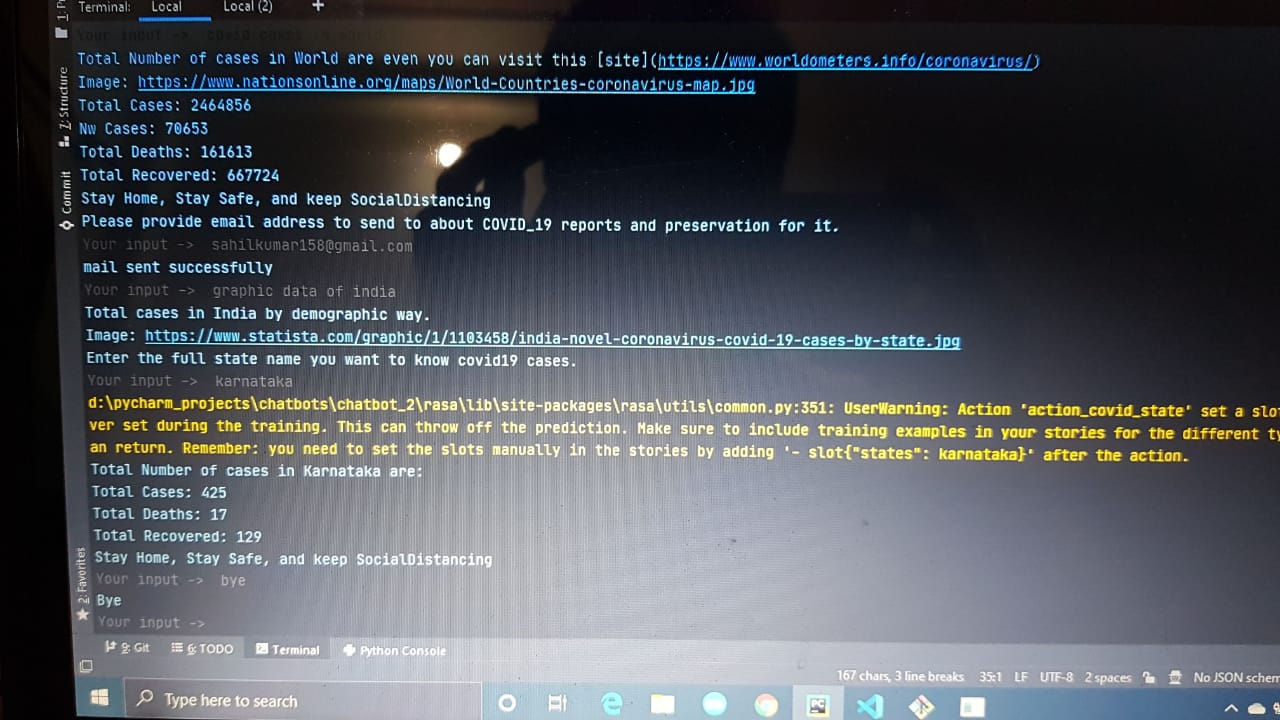 Terminal: Local Local (2) +
Your input -> covid cases in world
Total Number of cases in World are even you can visit this [site](https://www.worldometers.info/coronavirus/)
Image: https://www.nationsonline.org/maps/World-Countries-coronavirus-map.jpg
Total Cases: 2464856
Nw Cases: 70653
Total Deaths: 161613
Total Recovered: 667724
Stay Home, Stay Safe, and keep SocialDistancing
Please provide email address to send to about COVID_19 reports and preservation for it.
Your input -> sahilkumar158@gmail.com
mail sent successfully
Your input -> graphic data of india
Total cases in India by demographic way.
Image: https://www.statista.com/graphic/1/1103458/india-novel-coronavirus-covid-19-cases-by-state.jpg
Enter the full state name you want to know covid19 cases.
Your input -> karnataka
d:\pycharm_projects\chatbots\chatbot_2\rasa\lib\site-packages\rasa\utils\common.py:351: UserWarning: Action 'action_covid_state' set a slo
ver set during the training. This can throw off the prediction. Make sure to include training examples in your stories for the different ty
an return. Remember: you need to set the slots manually in the stories by adding '- slot{"states": karnataka}' after the action.
Total Number of cases in Karnataka are:
Total Cases: 425
Total Deaths: 17
Total Recovered: 129
Stay Home, Stay Safe, and keep SocialDistancing
Your input -> bye
Bye
Your input ->
7: Structure
Commit
2: Favorites
9: Git 6: TODO Terminal Python Console
167 chars, 3 line breaks 35:1 LF UTF-8 2 spaces No JSON schem
Type here to search